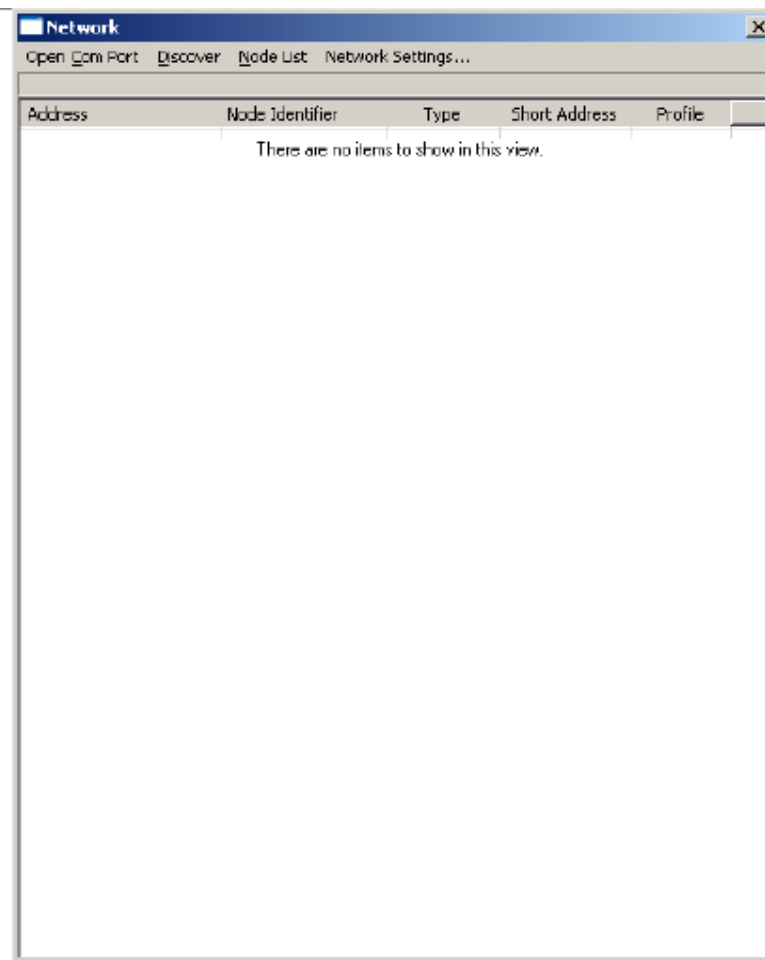 Network
Open Com Port Discover Node List Network Settings...
Address Node Identifier Type Short Address Profile
There are no items to show in this view.